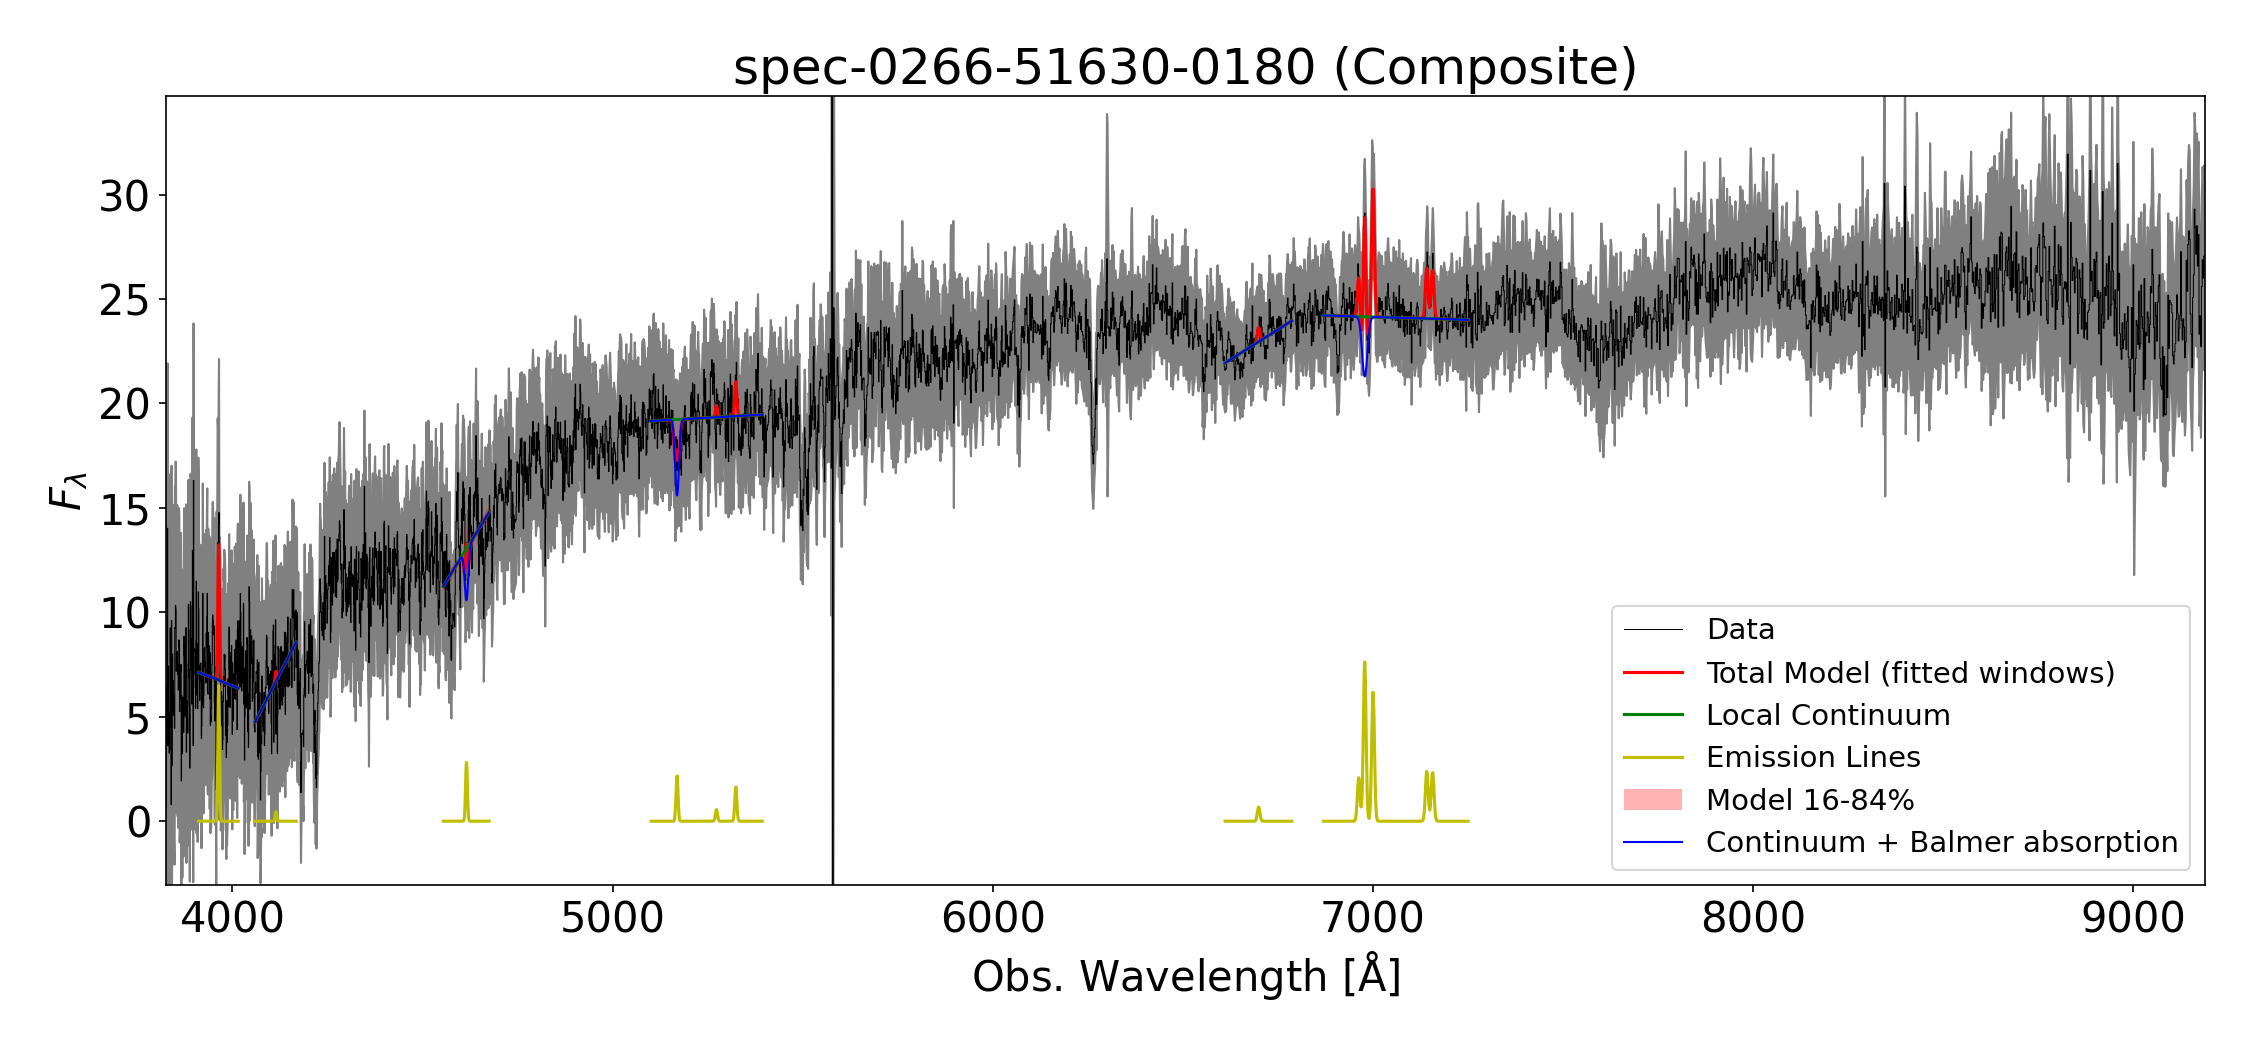 spec-0266-51630-0180 (Composite)
30
25
20
15
10
5
0
F_λ
4000
5000
6000
7000
8000
9000
Obs. Wavelength [Å]
Data
Total Model (fitted windows)
Local Continuum
Emission Lines
Model 16-84%
Continuum + Balmer absorption